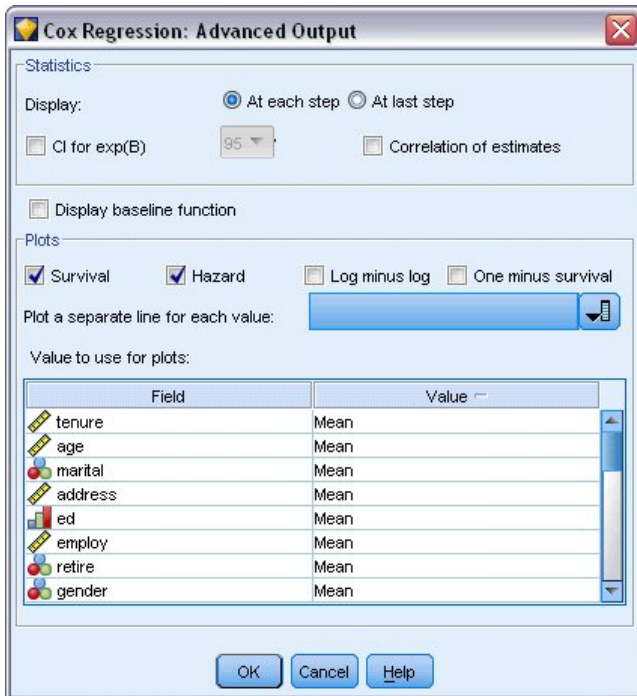 Cox Regression: Advanced Output
Statistics
Display: At each step At last step
CI for exp(B) 95 Correlation of estimates
Display baseline function
Plots
Survival Hazard Log minus log One minus survival
Plot a separate line for each value:
Value to use for plots:
Field Value
tenure Mean
age Mean
marital Mean
address Mean
ed Mean
employ Mean
retire Mean
gender Mean
OK Cancel Help